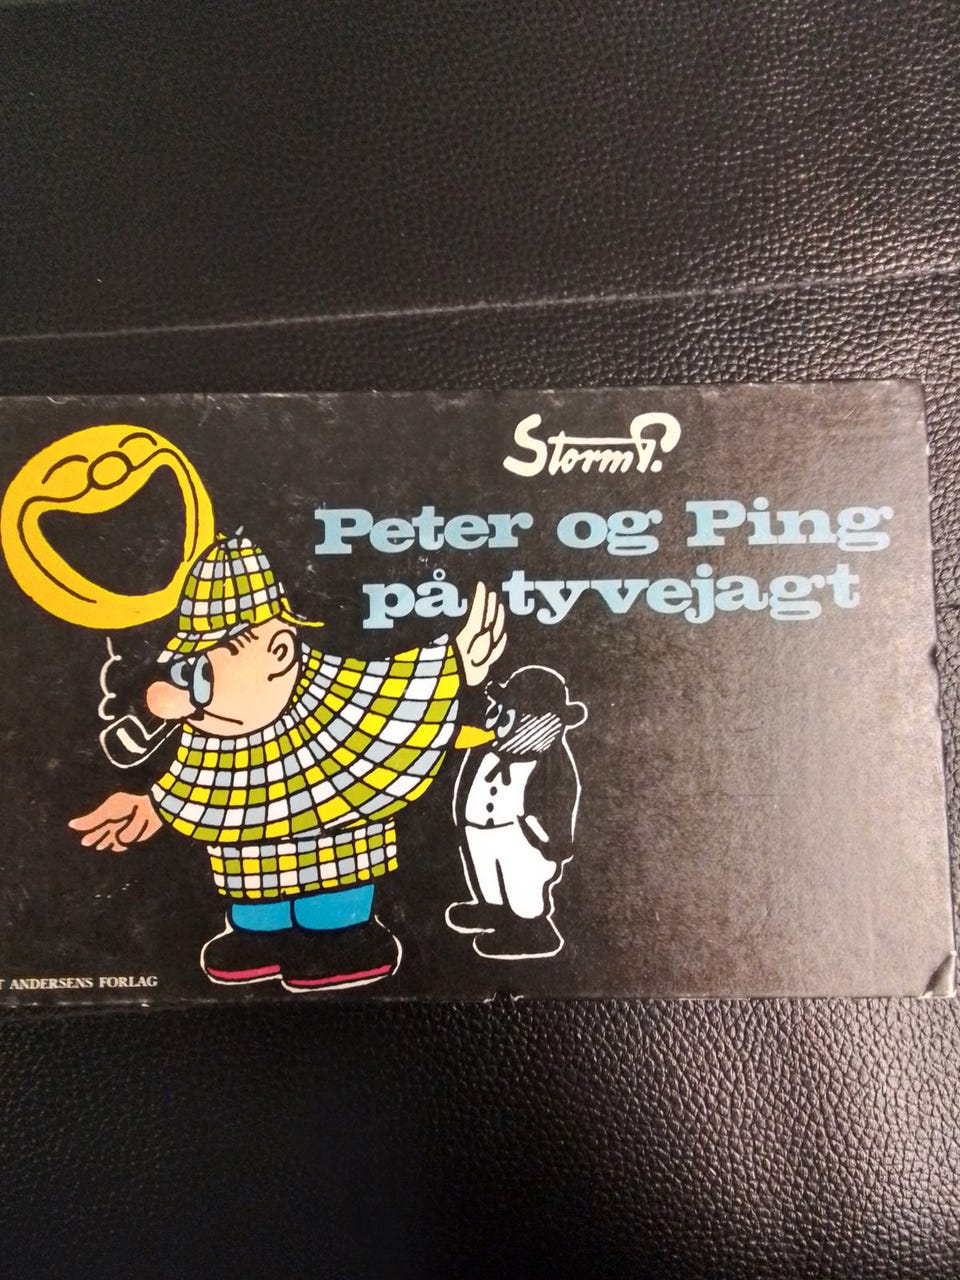 Storm P.
Peter og Ping
på tyvejagt
ANDERSENS FORLAG